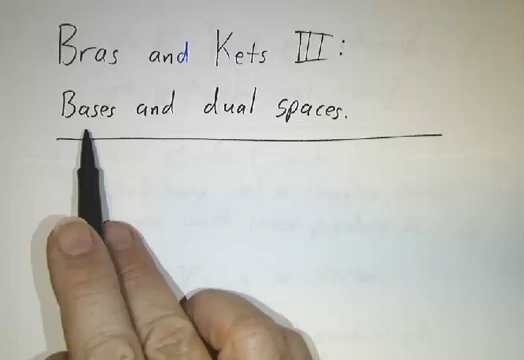 Bras and Kets III:
Bases and dual spaces.